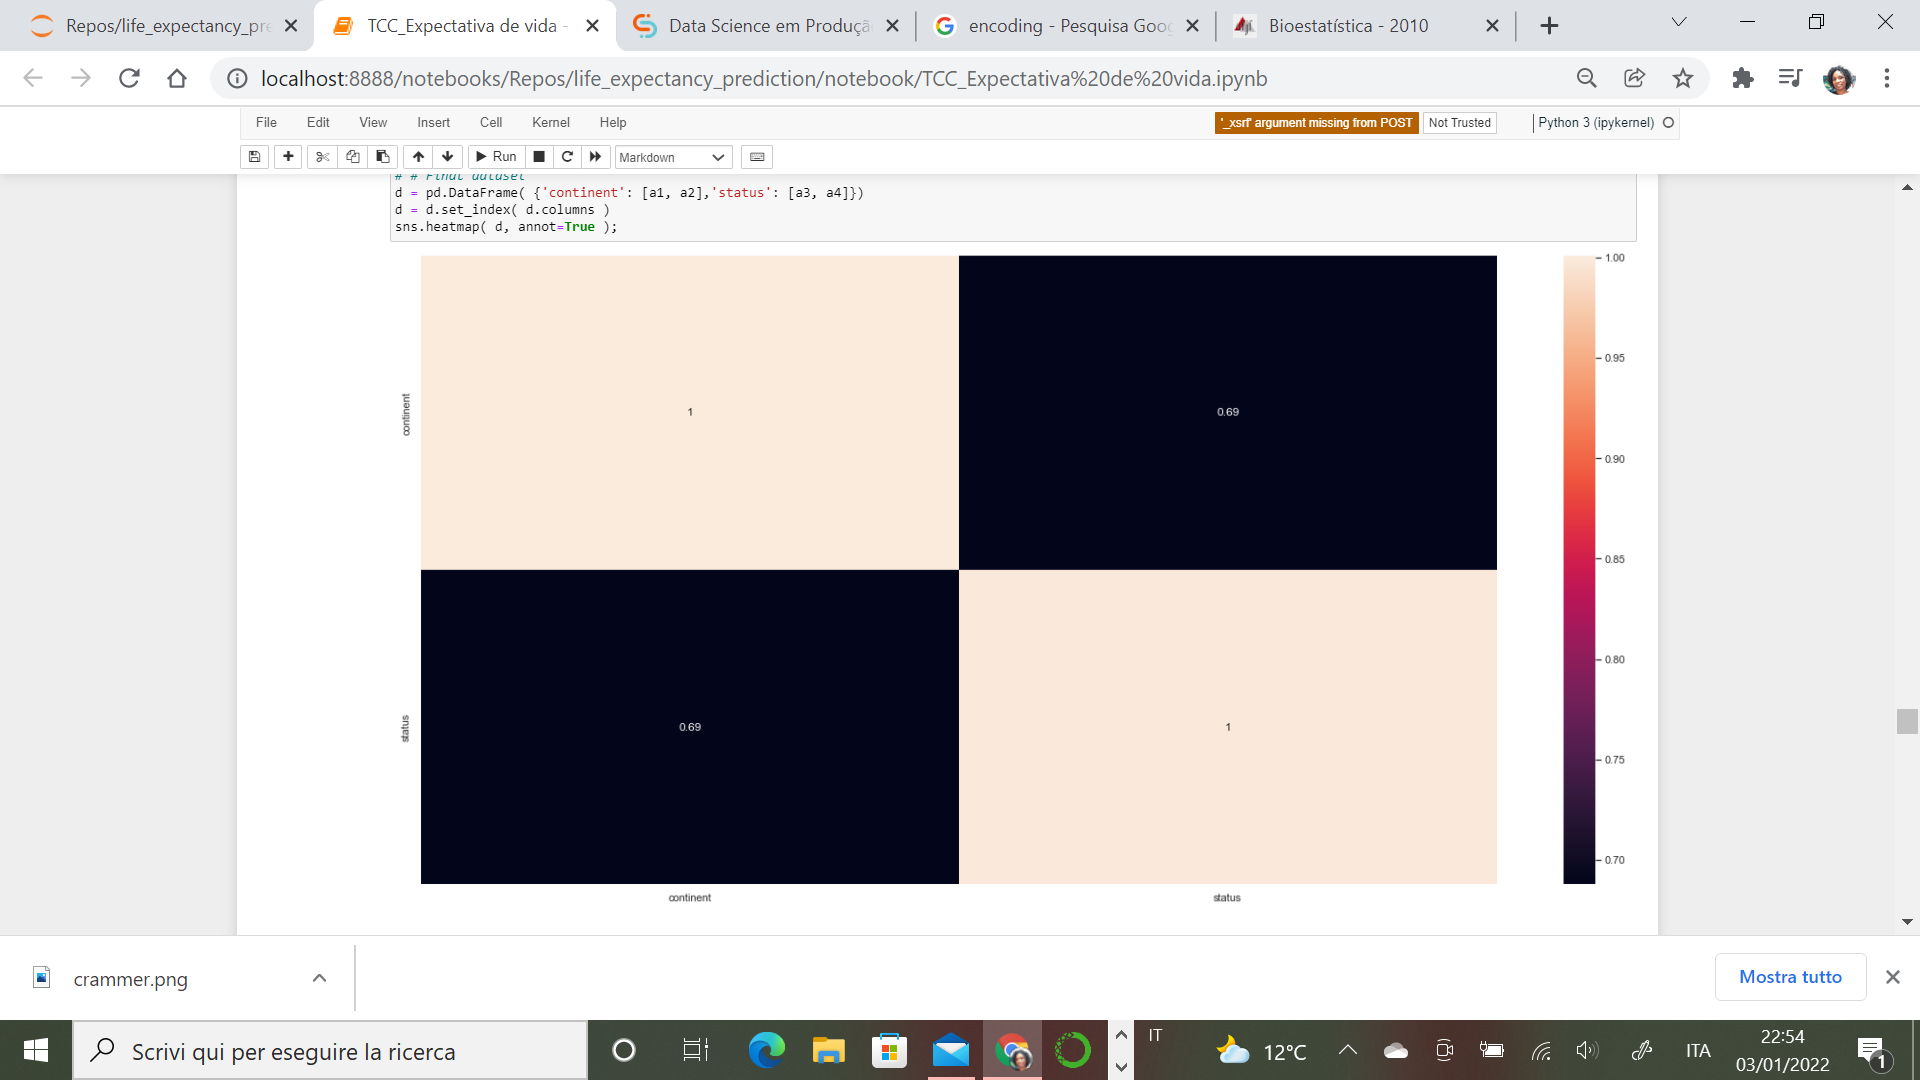 Repos/life_expectancy_pre
TCC_Expectativa de vida -
Data Science em Produçã
encoding - Pesquisa Goog
Bioestatística - 2010
localhost:8888/notebooks/Repos/life_expectancy_prediction/notebook/TCC_Expectativa%20de%20vida.ipynb
File Edit View Insert Cell Kernel Help
'_xsrf' argument missing from POST
Not Trusted
Python 3 (ipykernel)
Run
Markdown
# # Final dataset
d = pd.DataFrame( {'continent': [a1, a2],'status': [a3, a4]})
d = d.set_index( d.columns )
sns.heatmap( d, annot=True );
1.00
0.95
0.90
0.85
0.80
0.75
0.70
continent
1
0.69
status
0.69
1
continent
status
crammer.png
Mostra tutto
Scrivi qui per eseguire la ricerca
IT
12°C
ITA
22:54
03/01/2022
1